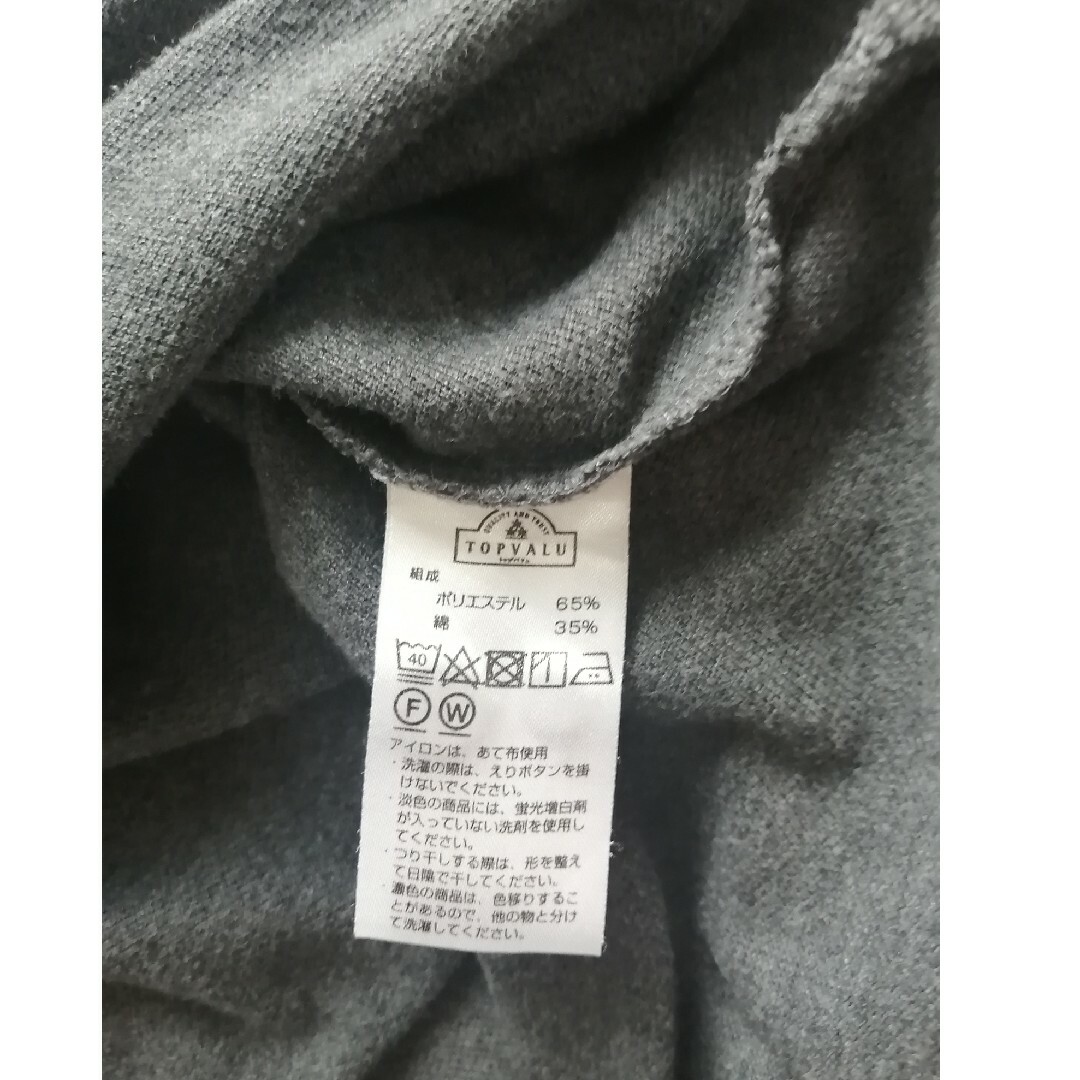 QUALITY AND TRUST
TOPVALU
組成
ポリエステル 65%
綿 35%
40
F W
アイロンは、あて布使用
・洗濯の際は、えりボタンを掛
けないでください。
・淡色の商品には、蛍光増白剤
が入っていない洗剤を使用し
てください。
・つり干しする際は、形を整え
て日陰で干してください。
・濃色の商品は、色移りするこ
とがあるので、他の物と分け
て洗濯してください。